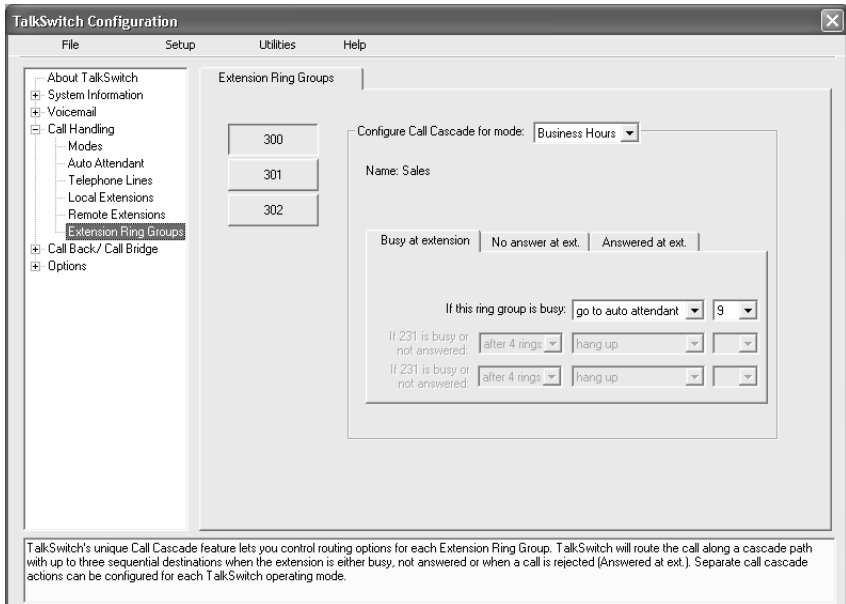 TalkSwitch Configuration
File Setup Utilities Help
About TalkSwitch
System Information
Voicemail
Call Handling
Modes
Auto Attendant
Telephone Lines
Local Extensions
Remote Extensions
Extension Ring Groups
Call Back/ Call Bridge
Options
Extension Ring Groups
300
301
302
Configure Call Cascade for mode: Business Hours
Name: Sales
Busy at extension No answer at ext. Answered at ext.
If this ring group is busy: go to auto attendant 9
If 231 is busy or
not answered: after 4 rings hang up
If 231 is busy or
not answered: after 4 rings hang up
TalkSwitch's unique Call Cascade feature lets you control routing options for each Extension Ring Group. TalkSwitch will route the call along a cascade path
with up to three sequential destinations when the extension is either busy, not answered or when a call is rejected (Answered at ext.). Separate call cascade
actions can be configured for each TalkSwitch operating mode.